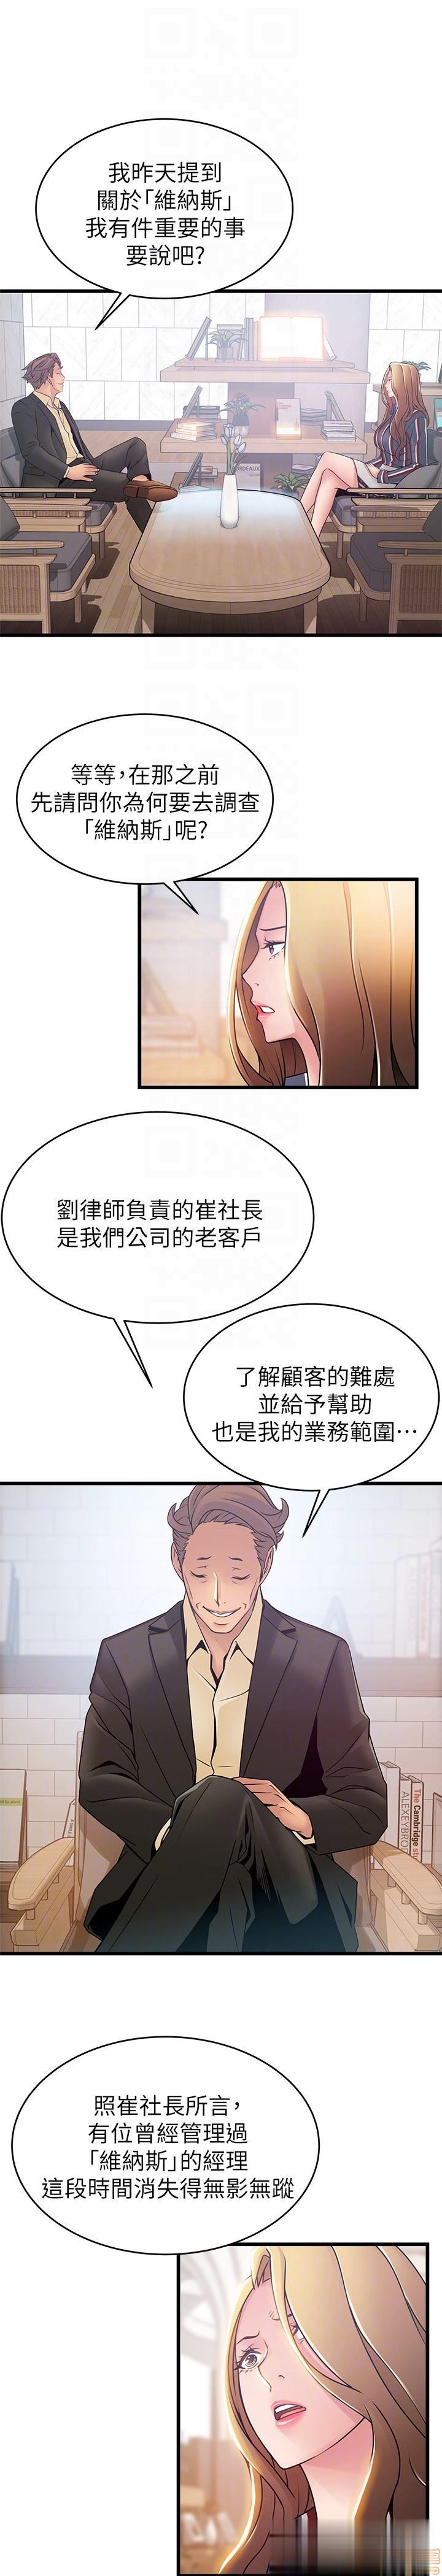 我昨天提到
關於「維納斯」
我有件重要的事
要說吧?
BORDEAUX
等等，在那之前
先請問你為何要去調查
「維納斯」呢?
劉律師負責的崔社長
是我們公司的老客戶
了解顧客的難處
並給予幫助
也是我的業務範圍…
The Cambridge
ALEXEYBRO
照崔社長所言，
有位曾經管理過
「維納斯」的經理
這段時間消失得無影無蹤